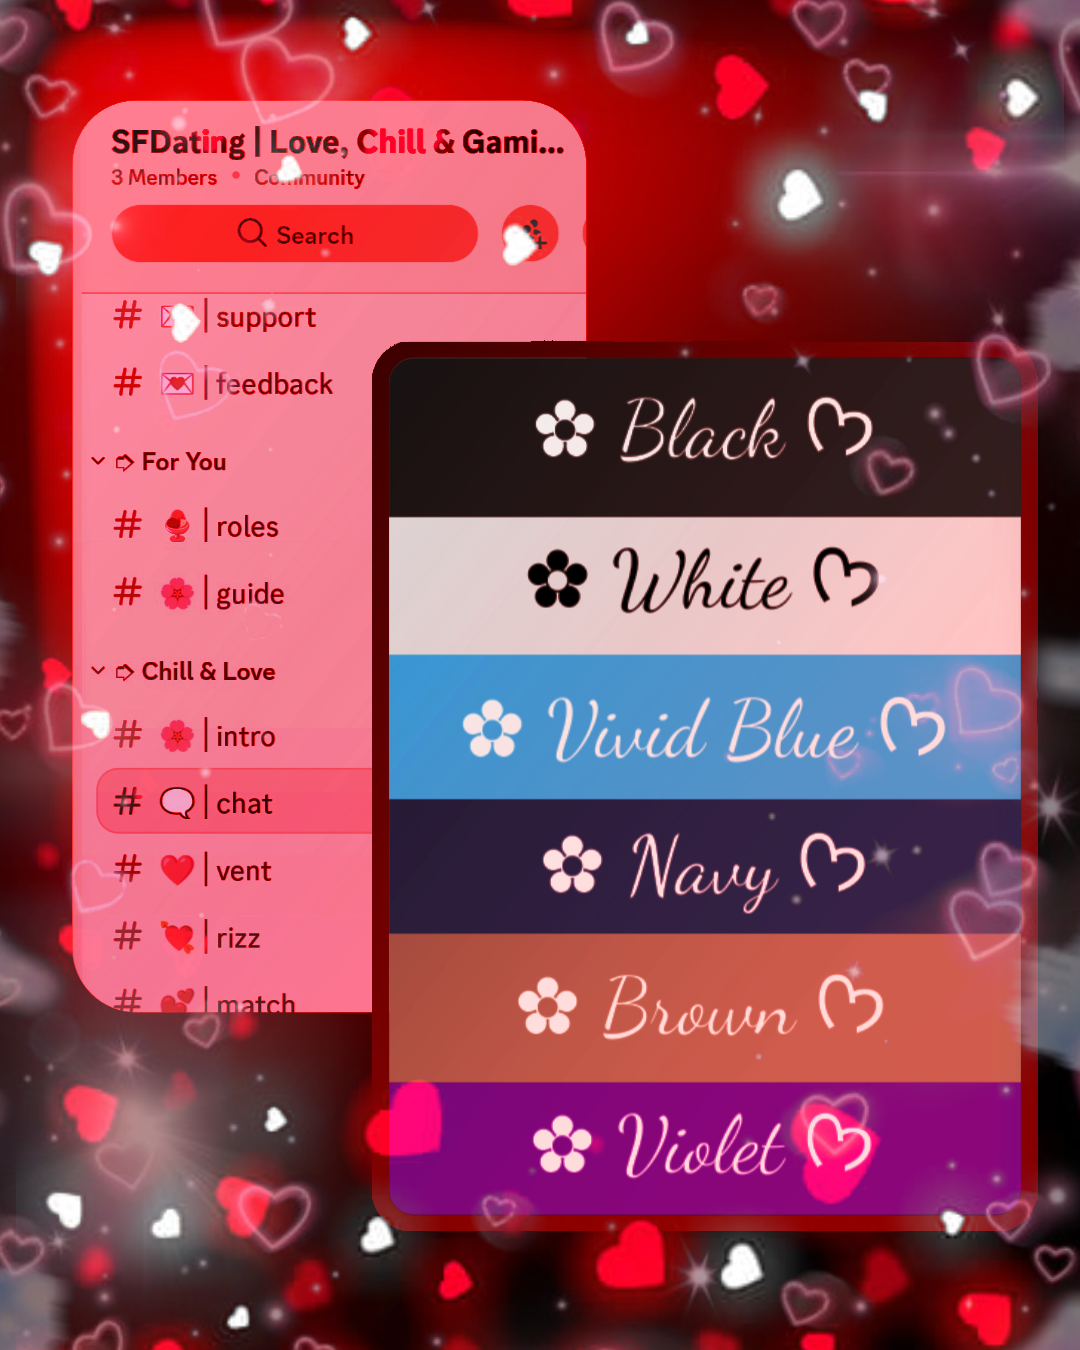 SFDating | Love, Chill & Gami...
3 Members • Community
Search
# 💌 | support
# 💌 | feedback
➩ For You
# 🍨 | roles
# 🌸 | guide
➩ Chill & Love
# 🌸 | intro
# 🗨 | chat
# ❤️ | vent
# 💘 | rizz
# 💕 | match
✿ Black ღ
✿ White ღ
✿ Vivid Blue ღ
✿ Navy ღ
✿ Brown ღ
✿ Violet ღ